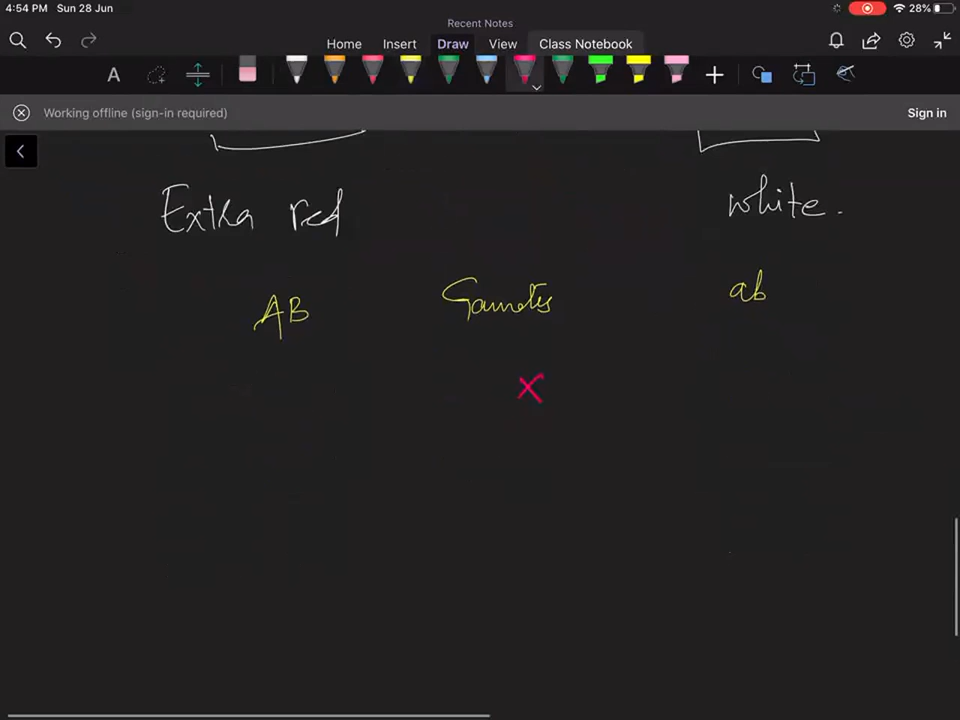 4:54 PM Sun 28 Jun 28%
Recent Notes
Home Insert Draw View Class Notebook
A
Working offline (sign-in required) Sign in
Extra red white.
AB Gametes ab
X